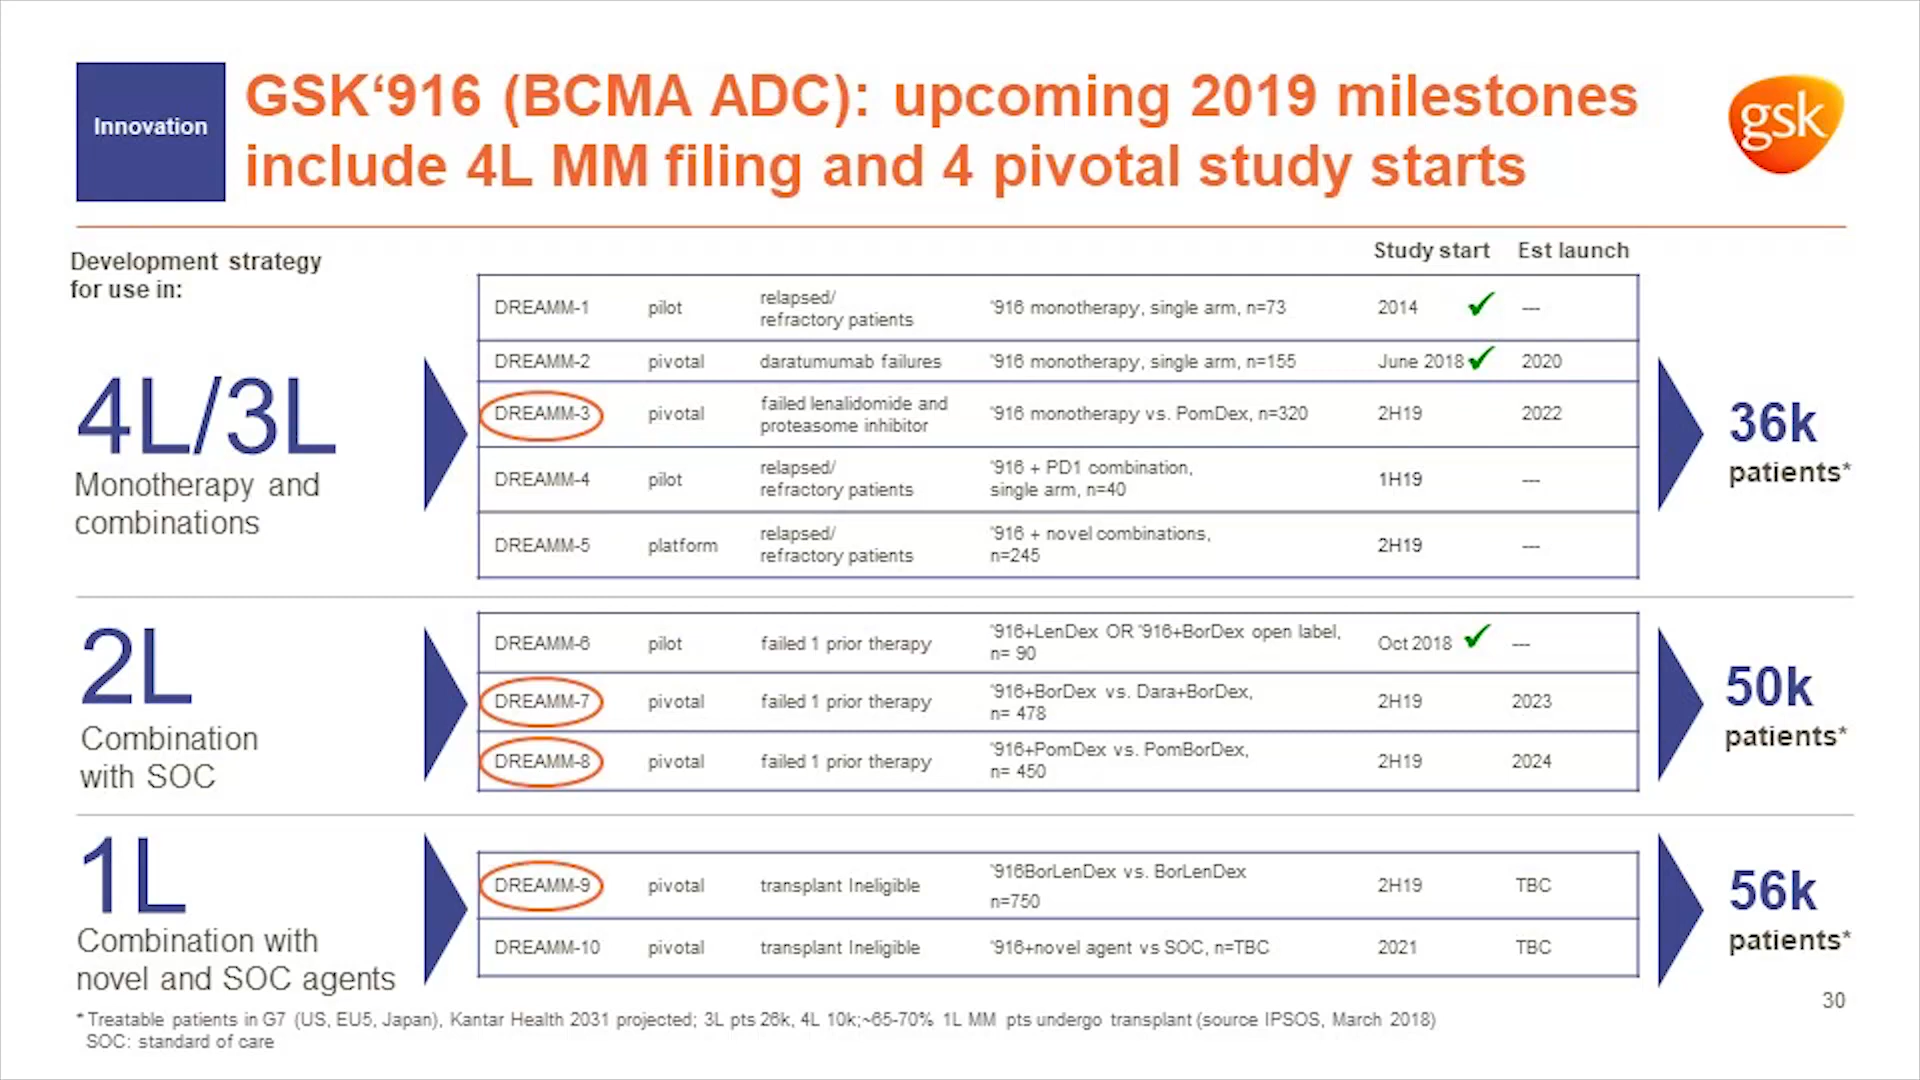 Innovation
GSK‘916 (BCMA ADC): upcoming 2019 milestones
include 4L MM filing and 4 pivotal study starts
gsk
Development strategy
for use in:
Study start Est launch
4L/3L
Monotherapy and
combinations
DREAMM-1 pilot relapsed/
refractory patients '916 monotherapy, single arm, n=73 2014 ✓ ---
DREAMM-2 pivotal daratumumab failures '916 monotherapy, single arm, n=155 June 2018 ✓ 2020
DREAMM-3 pivotal failed lenalidomide and
proteasome inhibitor '916 monotherapy vs. PomDex, n=320 2H19 2022
DREAMM-4 pilot relapsed/
refractory patients '916 + PD1 combination,
single arm, n=40 1H19 ---
DREAMM-5 platform relapsed/
refractory patients '916 + novel combinations,
n=245 2H19 ---
36k
patients*
2L
Combination
with SOC
DREAMM-6 pilot failed 1 prior therapy '916+LenDex OR '916+BorDex open label,
n= 90 Oct 2018 ✓ ---
DREAMM-7 pivotal failed 1 prior therapy '916+BorDex vs. Dara+BorDex,
n= 478 2H19 2023
DREAMM-8 pivotal failed 1 prior therapy '916+PomDex vs. PomBorDex,
n= 450 2H19 2024
50k
patients*
1L
Combination with
novel and SOC agents
DREAMM-9 pivotal transplant Ineligible '916BorLenDex vs. BorLenDex
n=750 2H19 TBC
DREAMM-10 pivotal transplant Ineligible '916+novel agent vs SOC, n=TBC 2021 TBC
56k
patients*
30
* Treatable patients in G7 (US, EU5, Japan), Kantar Health 2031 projected; 3L pts 26k, 4L 10k;~65-70% 1L MM pts undergo transplant (source IPSOS, March 2018)
SOC: standard of care